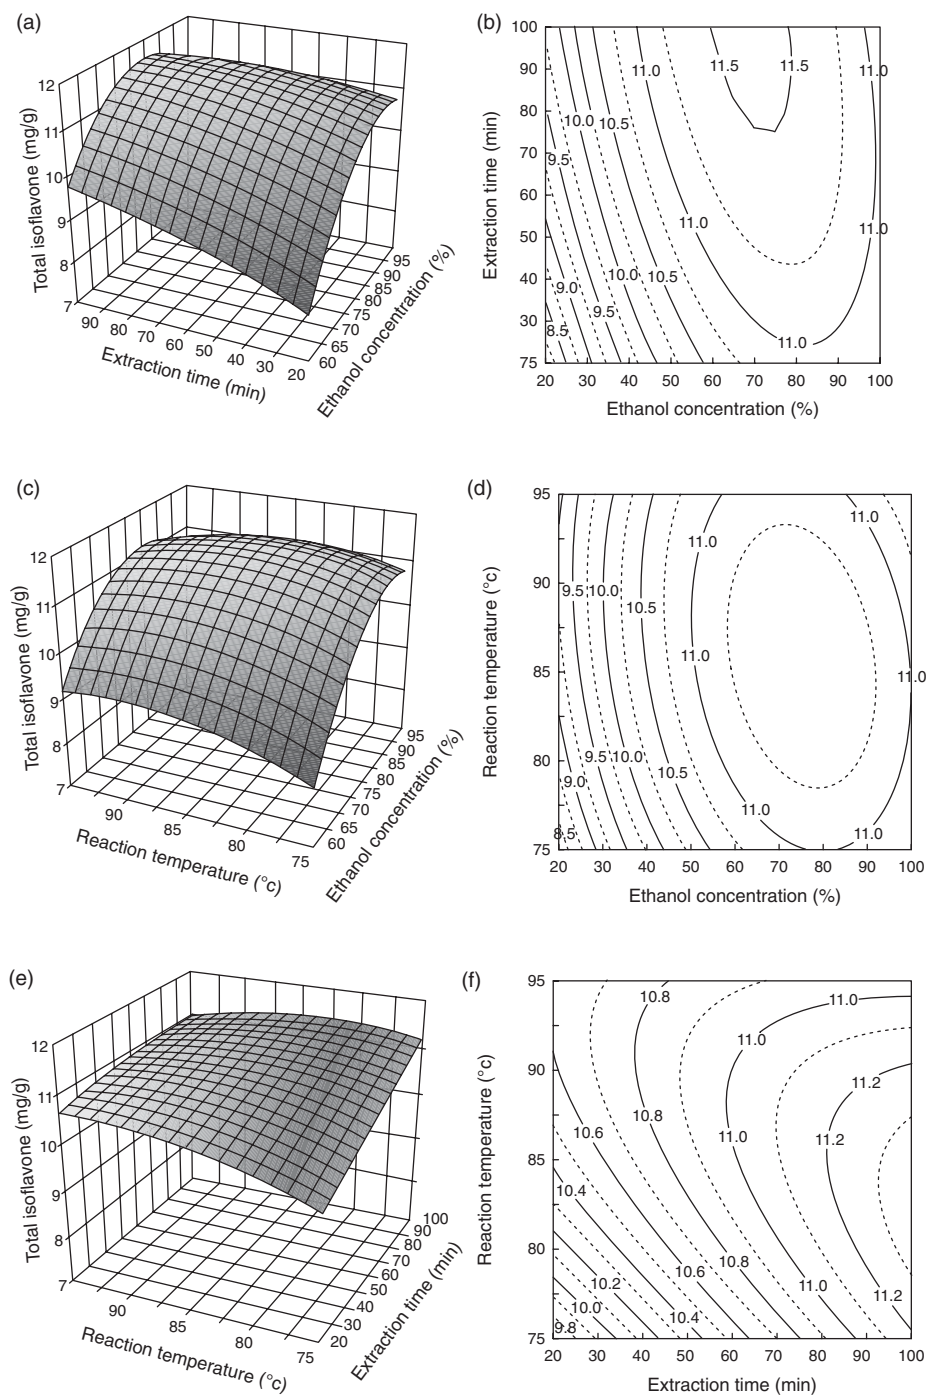 (a)
12
11
10
9
8
7
Total isoflavone (mg/g)
90 80 70 60 50 40 30 20
Extraction time (min)
95
90
85
80
75
70
65
60
Ethanol concentration (%)
(b)
100
90
80
70
60
50
40
30
75
Extraction time (min)
11.0 11.5 11.5 11.0
10.0 10.5
9.5
11.0 11.0
10.0 10.5
9.0
9.5
8.5
11.0
20 30 40 50 60 70 80 90 100
Ethanol concentration (%)
(c)
12
11
10
9
8
7
Total isoflavone (mg/g)
90 85 80 75
Reaction temperature (°c)
95
90
85
80
75
70
65
60
Ethanol concentration (%)
(d)
95
90
85
80
75
Reaction temperature (°c)
11.0
11.0
9.5 10.0
10.5
11.0
11.0
9.5 10.0
10.5
9.0
11.0
8.5 11.0
20 30 40 50 60 70 80 90 100
Ethanol concentration (%)
(e)
12
11
10
9
8
7
Total isoflavone (mg/g)
90 85 80 75
Reaction temperature (°c)
100
90
80
70
60
50
40
30
20
Extraction time (min)
(f)
95
90
85
80
75
Reaction temperature (°c)
10.8 11.0
11.0
11.2
10.8
10.6 11.0 11.2
10.4
10.6 10.8
10.2 11.0 11.2
10.0 10.4
9.8
20 30 40 50 60 70 80 90 100
Extraction time (min)